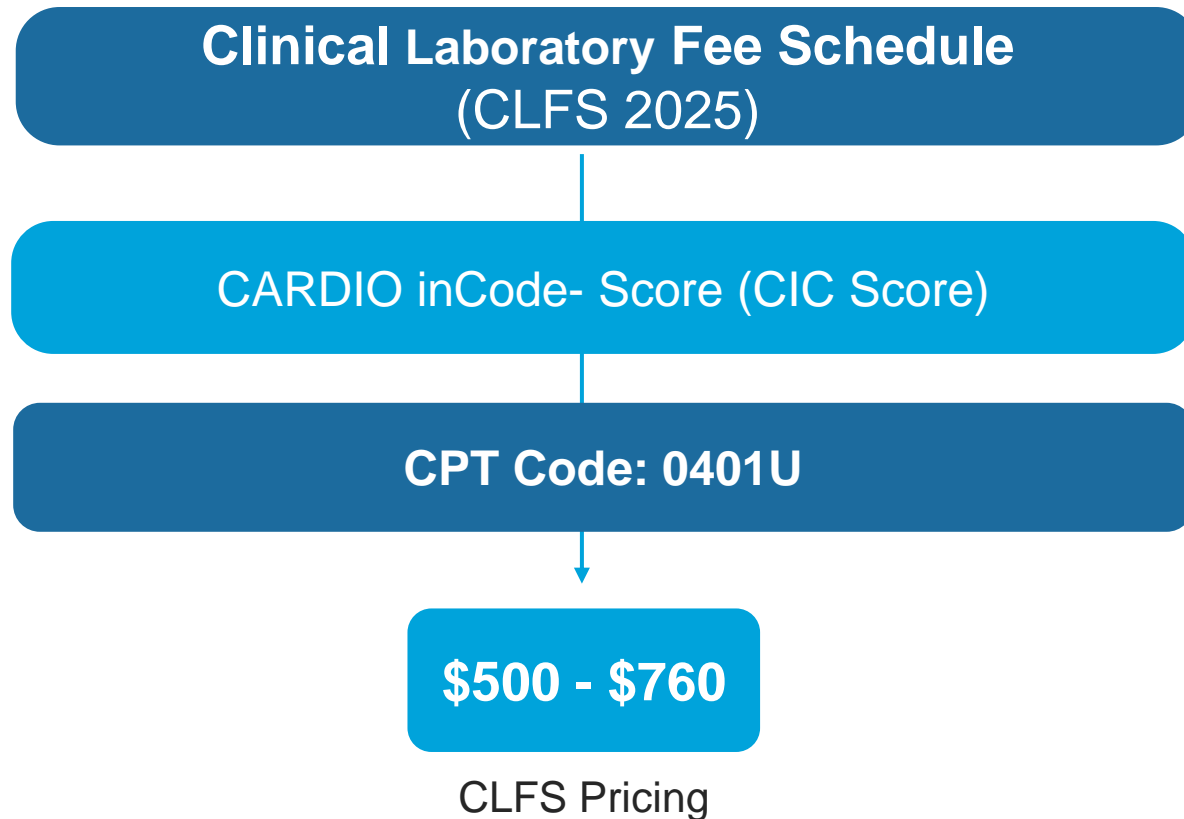 Clinical Laboratory Fee Schedule
(CLFS 2025)
CARDIO inCode- Score (CIC Score)
CPT Code: 0401U
$500 - $760
CLFS Pricing